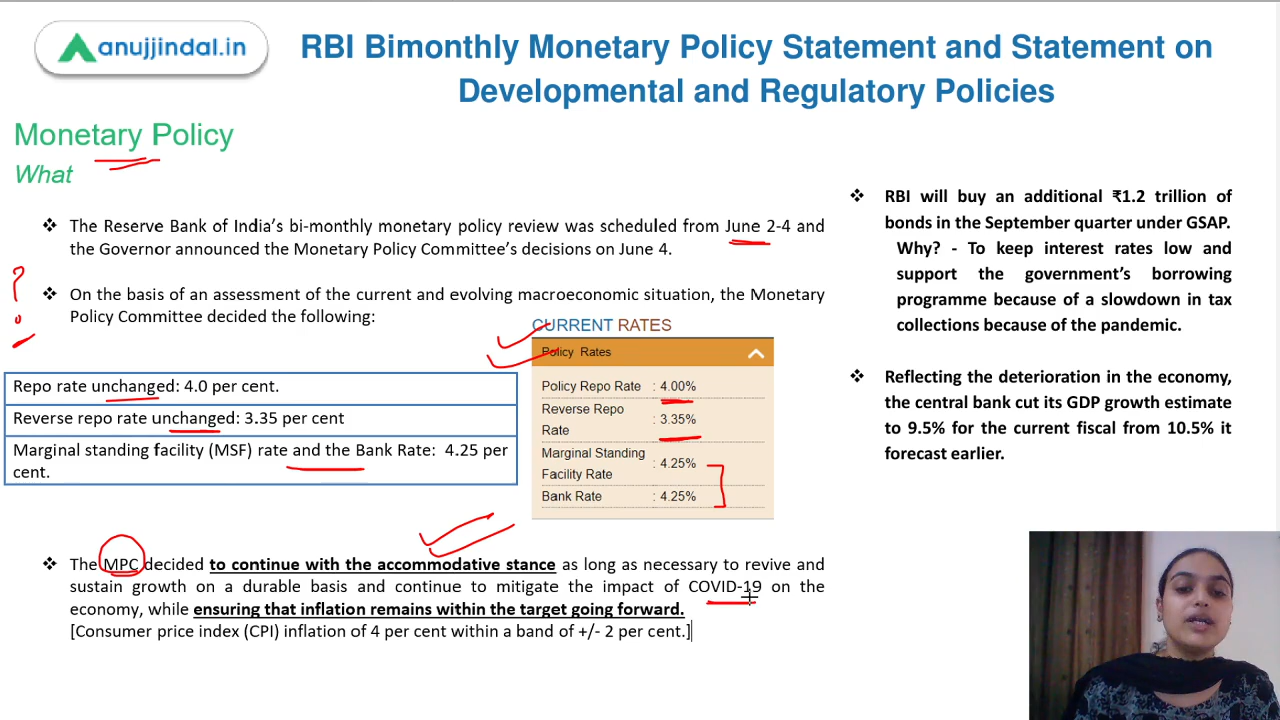 anujjindal.in
RBI Bimonthly Monetary Policy Statement and Statement on
Developmental and Regulatory Policies
Monetary Policy
What
❖ The Reserve Bank of India's bi-monthly monetary policy review was scheduled from June 2-4 and
the Governor announced the Monetary Policy Committee's decisions on June 4.
❖ On the basis of an assessment of the current and evolving macroeconomic situation, the Monetary
Policy Committee decided the following:
Repo rate unchanged: 4.0 per cent.
Reverse repo rate unchanged: 3.35 per cent
Marginal standing facility (MSF) rate and the Bank Rate: 4.25 per
cent.
CURRENT RATES
Policy Rates
Policy Repo Rate : 4.00%
Reverse Repo
Rate : 3.35%
Marginal Standing
Facility Rate : 4.25%
Bank Rate : 4.25%
❖ The MPC decided to continue with the accommodative stance as long as necessary to revive and
sustain growth on a durable basis and continue to mitigate the impact of COVID-19 on the
economy, while ensuring that inflation remains within the target going forward.
[Consumer price index (CPI) inflation of 4 per cent within a band of +/- 2 per cent.]
❖ RBI will buy an additional ₹1.2 trillion of
bonds in the September quarter under GSAP.
Why? - To keep interest rates low and
support the government's borrowing
programme because of a slowdown in tax
collections because of the pandemic.
❖ Reflecting the deterioration in the economy,
the central bank cut its GDP growth estimate
to 9.5% for the current fiscal from 10.5% it
forecast earlier.